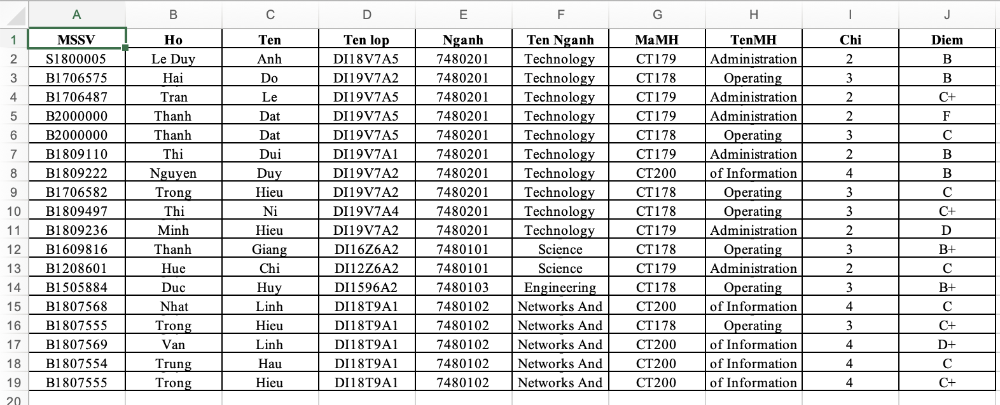 A B C D E F G H I J
1 MSSV Ho Ten Ten lop Nganh Ten Nganh MaMH TenMH Chi Diem
2 S1800005 Le Duy Anh DI18V7A5 7480201 Technology CT179 Administration 2 B
3 B1706575 Hai Do DI19V7A2 7480201 Technology CT178 Operating 3 B
4 B1706487 Tran Le DI19V7A5 7480201 Technology CT179 Administration 2 C+
5 B2000000 Thanh Dat DI19V7A5 7480201 Technology CT179 Administration 2 F
6 B2000000 Thanh Dat DI19V7A5 7480201 Technology CT178 Operating 3 C
7 B1809110 Thi Dui DI19V7A1 7480201 Technology CT179 Administration 2 B
8 B1809222 Nguyen Duy DI19V7A2 7480201 Technology CT200 of Information 4 B
9 B1706582 Trong Hieu DI19V7A2 7480201 Technology CT178 Operating 3 C
10 B1809497 Thi Ni DI19V7A4 7480201 Technology CT178 Operating 3 C+
11 B1809236 Minh Hieu DI19V7A2 7480201 Technology CT179 Administration 2 D
12 B1609816 Thanh Giang DI16Z6A2 7480101 Science CT178 Operating 3 B+
13 B1208601 Hue Chi DI12Z6A2 7480101 Science CT179 Administration 2 C
14 B1505884 Duc Huy DI1596A2 7480103 Engineering CT178 Operating 3 B+
15 B1807568 Nhat Linh DI18T9A1 7480102 Networks And CT200 of Information 4 C
16 B1807555 Trong Hieu DI18T9A1 7480102 Networks And CT178 Operating 3 C+
17 B1807569 Van Linh DI18T9A1 7480102 Networks And CT200 of Information 4 D+
18 B1807554 Trung Hau DI18T9A1 7480102 Networks And CT200 of Information 4 C
19 B1807555 Trong Hieu DI18T9A1 7480102 Networks And CT200 of Information 4 C+
20